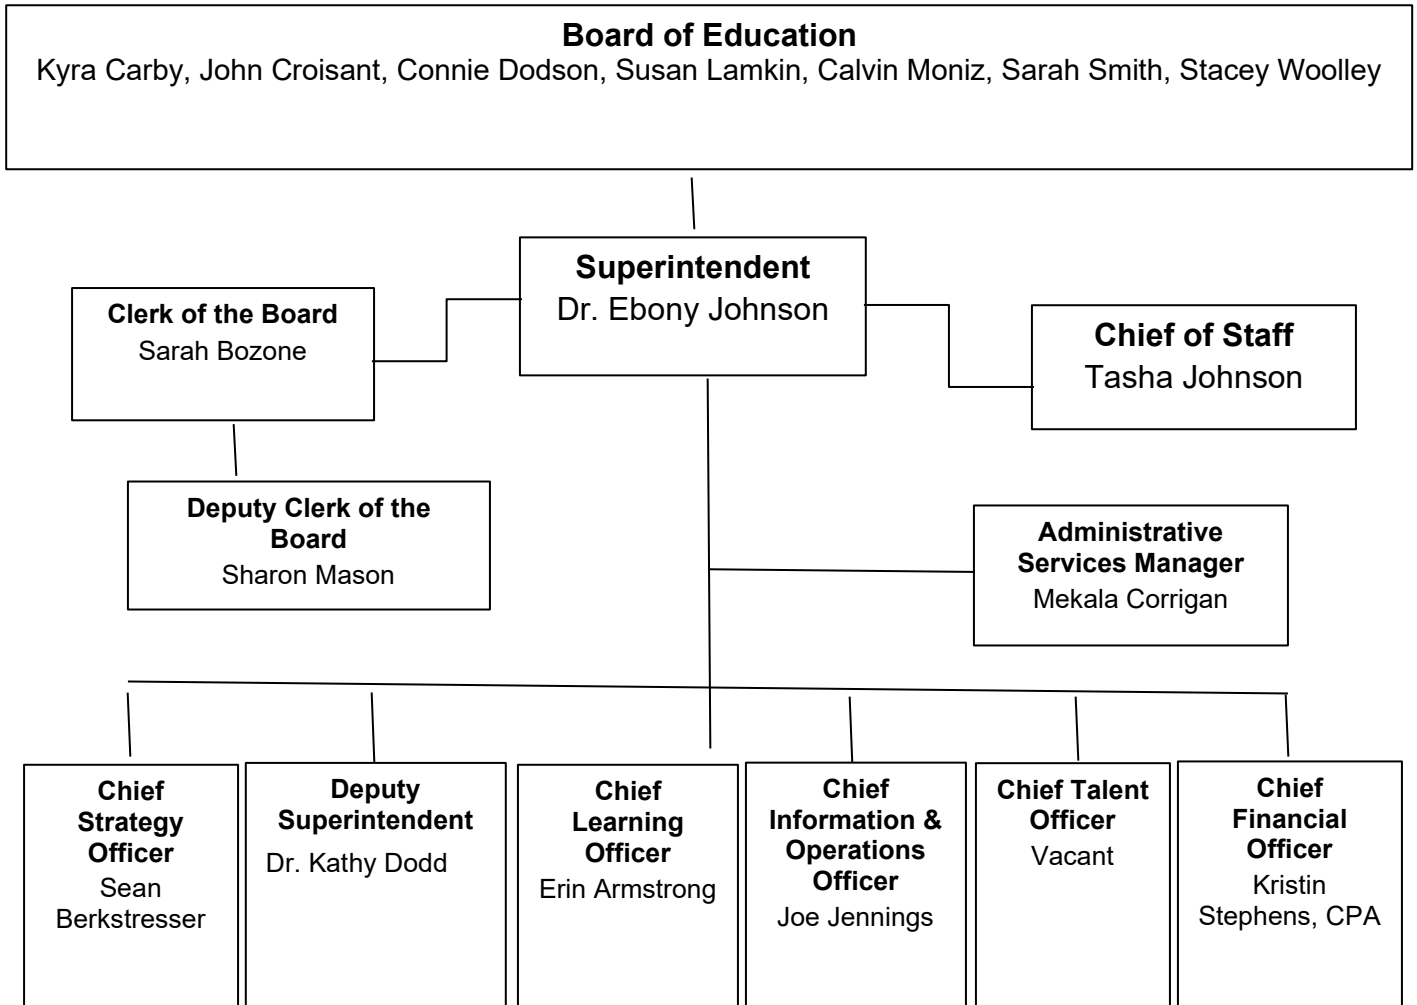 Board of Education
Kyra Carby, John Croisant, Connie Dodson, Susan Lamkin, Calvin Moniz, Sarah Smith, Stacey Woolley
Superintendent
Dr. Ebony Johnson
Clerk of the Board
Sarah Bozone
Chief of Staff
Tasha Johnson
Deputy Clerk of the
Board
Sharon Mason
Administrative
Services Manager
Mekala Corrigan
Chief
Strategy
Officer
Sean
Berkstresser
Deputy
Superintendent
Dr. Kathy Dodd
Chief
Learning
Officer
Erin Armstrong
Chief
Information &
Operations
Officer
Joe Jennings
Chief Talent
Officer
Vacant
Chief
Financial
Officer
Kristin
Stephens, CPA